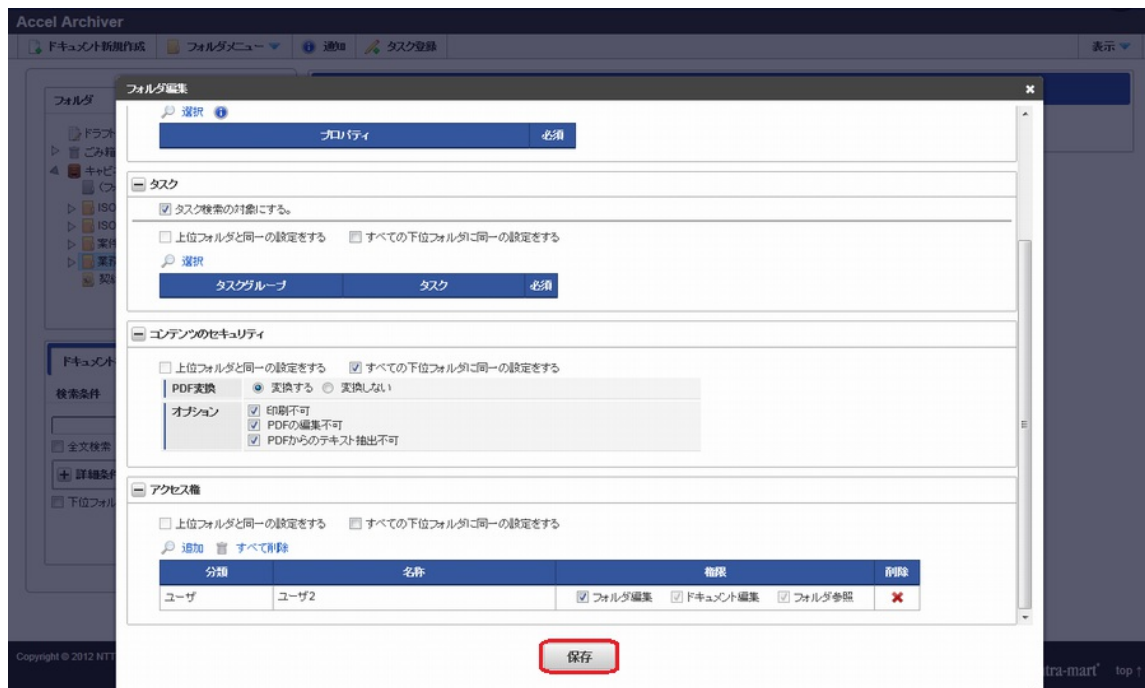 Accel Archiver
ドキュメント新規作成 フォルダメニュー 通知 タスク登録 表示
フォルダ編集
フォルダ
選択
プロパティ 必須
ドラフト
ごみ箱
キャビ
タスク
タスク検索の対象にする。
ISO
ISO
案件
上位フォルダと同一の設定をする すべての下位フォルダに同一の設定をする
選択
タスクグループ タスク 必須
コンテンツのセキュリティ
ドキュメント
上位フォルダと同一の設定をする すべての下位フォルダに同一の設定をする
検索条件
PDF変換 変換する 変換しない
オプション 印刷不可
PDFの編集不可
PDFからのテキスト抽出不可
全文検索
詳細条件
下位フォル
アクセス権
上位フォルダと同一の設定をする すべての下位フォルダに同一の設定をする
追加 すべて削除
分類 名称 権限 削除
ユーザ ユーザ2 フォルダ編集 ドキュメント編集 フォルダ参照
保存
Copyright © 2012 NTT
tra-mart top ↑